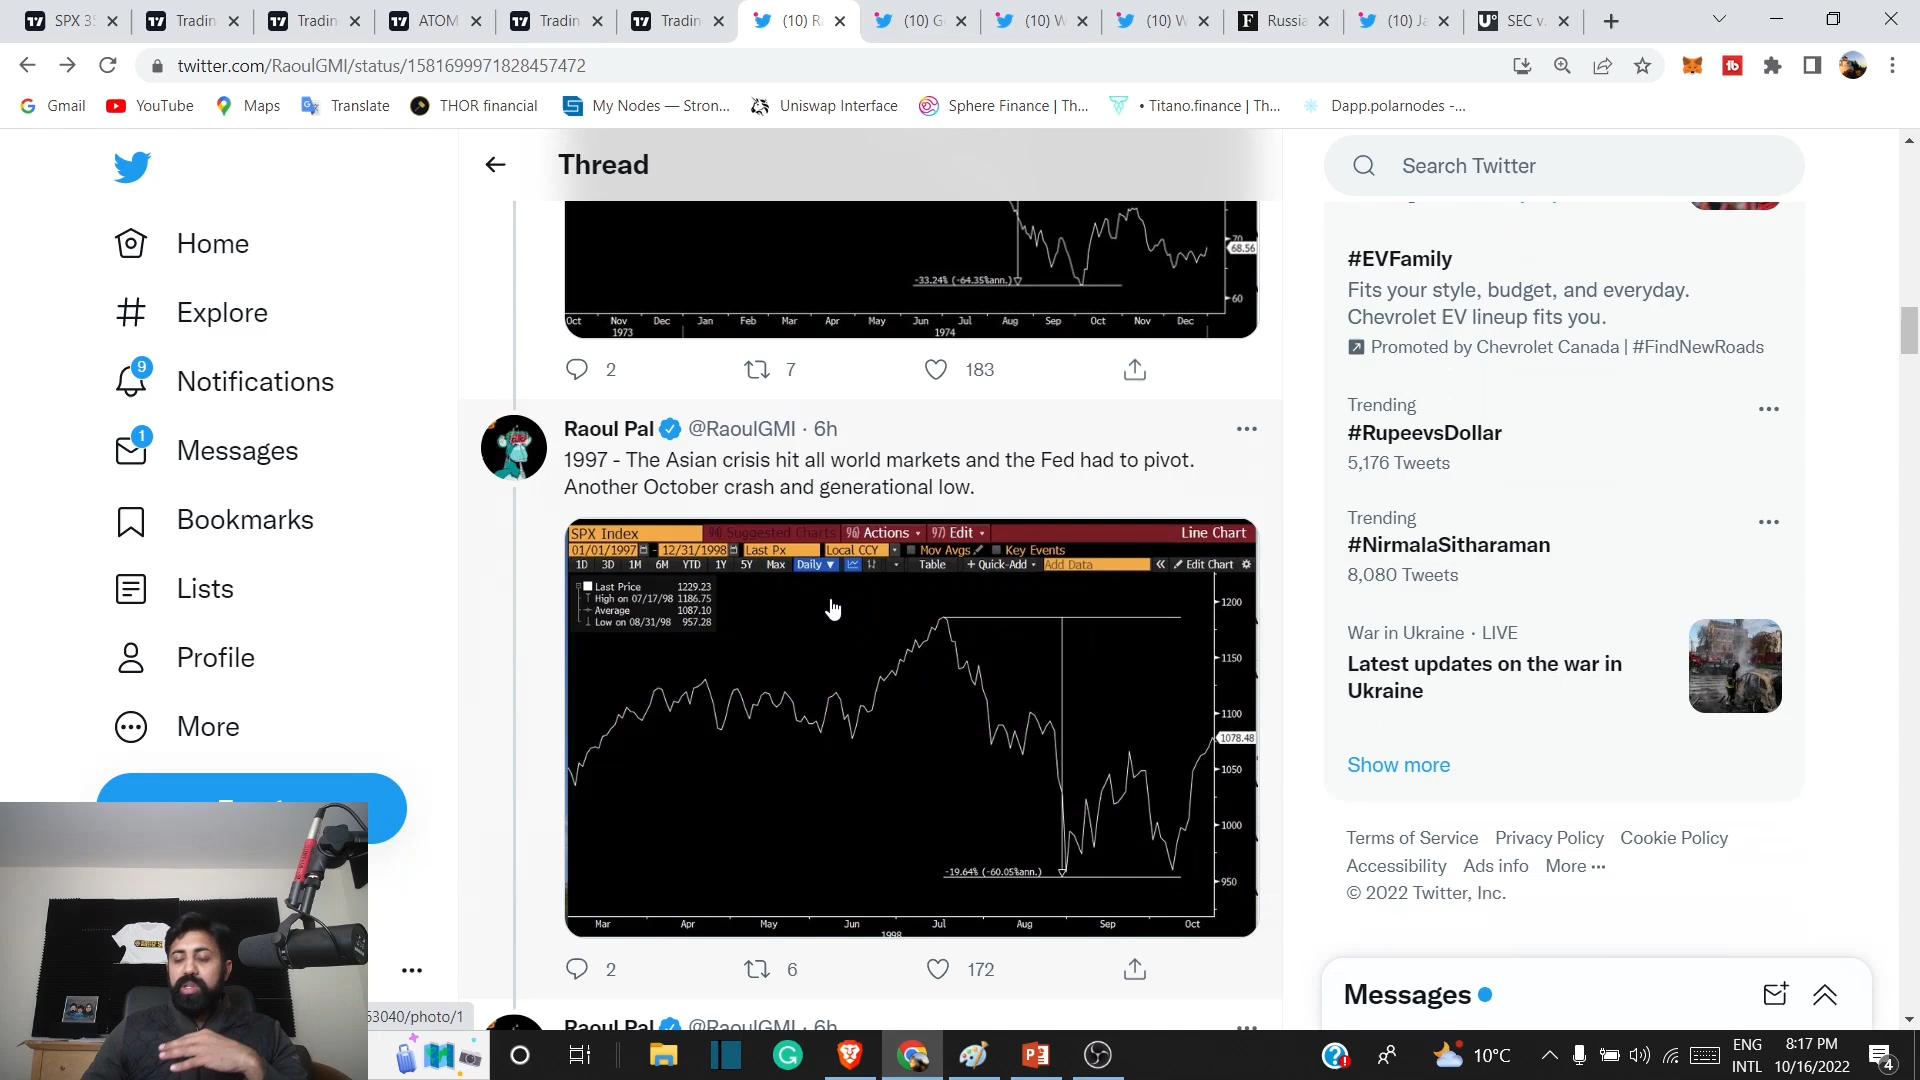 SPX 35
Tradin
Tradin
ATOM
Tradin
Tradin
(10) R
(10) G
(10) W
(10) W
Russia
(10) Ja
SEC v.
twitter.com/RaoulGMI/status/1581699971828457472
Gmail
YouTube
Maps
Translate
THOR financial
My Nodes — Stron...
Uniswap Interface
Sphere Finance | Th...
• Titano.finance | Th...
Dapp.polarnodes -...
Thread
Search Twitter
Home
Explore
9
Notifications
1
Messages
Bookmarks
Lists
Profile
More
70
68.56
-33.24% (-64.35%ann.)
60
Oct Nov Dec Jan Feb Mar Apr May Jun Jul Aug Sep Oct Nov Dec
1973 1974
2 7 183
Raoul Pal @RaoulGMI · 6h
1997 - The Asian crisis hit all world markets and the Fed had to pivot.
Another October crash and generational low.
SPX Index 94) Suggested Charts 96) Actions 97) Edit Line Chart
01/01/1997 - 12/31/1998 Last Px Local CCY Mov Avgs Key Events
1D 3D 1M 6M YTD 1Y 5Y Max Daily ▼ Table + Quick-Add Add Data « Edit Chart
Last Price 1229.23
High on 07/17/98 1186.75
Average 1087.10
Low on 08/31/98 957.28
1200
1150
1100
1078.48
1050
1000
950
-19.64% (-60.05%ann.)
Mar Apr May Jun Jul Aug Sep Oct
1998
2 6 172
Raoul Pal @RaoulGMI · 6h
#EVFamily
Fits your style, budget, and everyday.
Chevrolet EV lineup fits you.
Promoted by Chevrolet Canada | #FindNewRoads
Trending
#RupeevsDollar
5,176 Tweets
Trending
#NirmalaSitharaman
8,080 Tweets
War in Ukraine · LIVE
Latest updates on the war in
Ukraine
Show more
Terms of Service Privacy Policy Cookie Policy
Accessibility Ads info More ···
© 2022 Twitter, Inc.
Messages
53040/photo/1
10°C
ENG
INTL
8:17 PM
10/16/2022
4